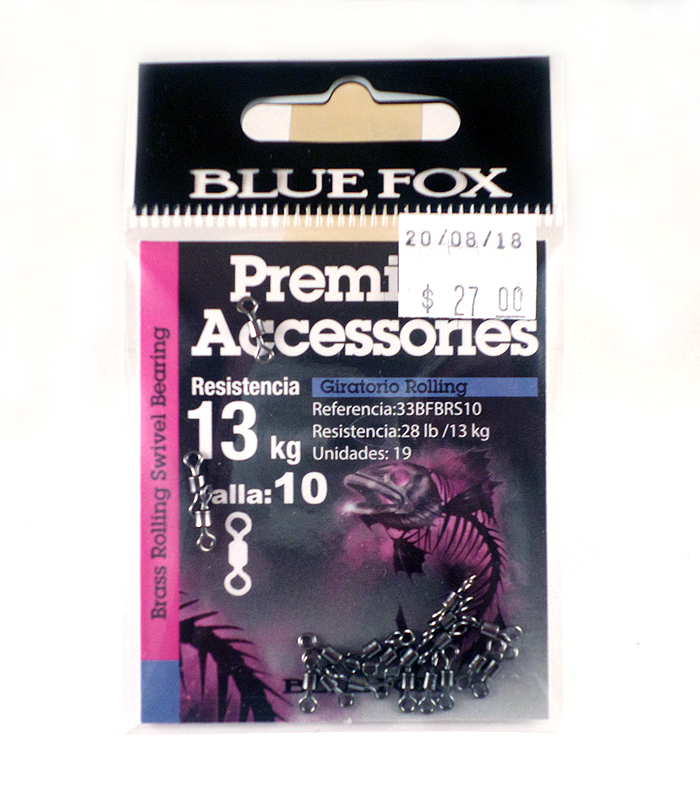 BLUE FOX
20/08/18
$ 27 00
Premi
Accessories
Brass Rolling Swivel Bearing
Resistencia
Giratorio Rolling
13 kg
Referencia:33BFBRS10
Resistencia:28 lb /13 kg
Unidades: 19
alla:10